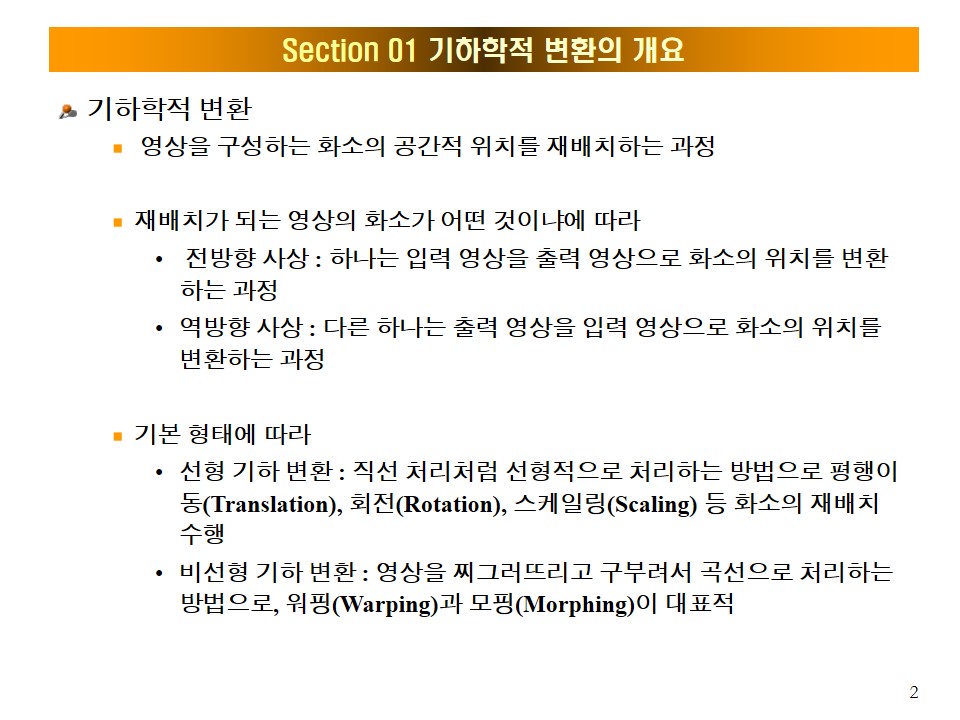 Section 01 기하학적 변환의 개요
기하학적 변환
영상을 구성하는 화소의 공간적 위치를 재배치하는 과정
재배치가 되는 영상의 화소가 어떤 것이냐에 따라
• 전방향 사상 : 하나는 입력 영상을 출력 영상으로 화소의 위치를 변환
하는 과정
• 역방향 사상 : 다른 하나는 출력 영상을 입력 영상으로 화소의 위치를
변환하는 과정
기본 형태에 따라
• 선형 기하 변환 : 직선 처리처럼 선형적으로 처리하는 방법으로 평행이
동(Translation), 회전(Rotation), 스케일링(Scaling) 등 화소의 재배치
수행
• 비선형 기하 변환 : 영상을 찌그러뜨리고 구부려서 곡선으로 처리하는
방법으로, 워핑(Warping)과 모핑(Morphing)이 대표적
2